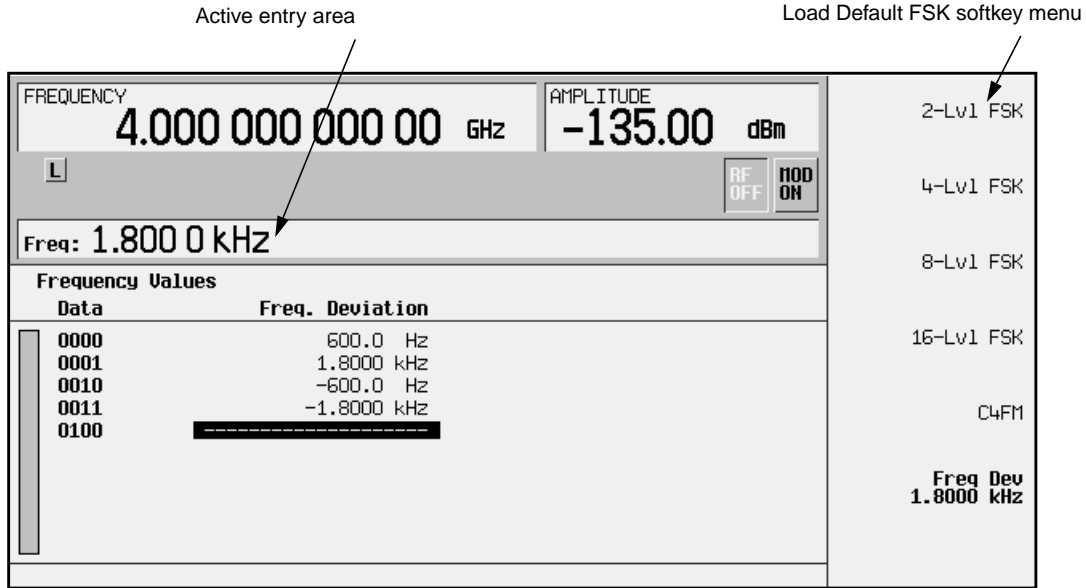 Active entry area
Load Default FSK softkey menu
FREQUENCY
4.000 000 000 00 GHz
AMPLITUDE
-135.00 dBm
L
RF OFF
MOD ON
Freq: 1.800 0 kHz
Frequency Values
Data Freq. Deviation
0000 600.0 Hz
0001 1.8000 kHz
0010 -600.0 Hz
0011 -1.8000 kHz
0100 --------------------
2-Lvl FSK
4-Lvl FSK
8-Lvl FSK
16-Lvl FSK
C4FM
Freq Dev
1.8000 kHz